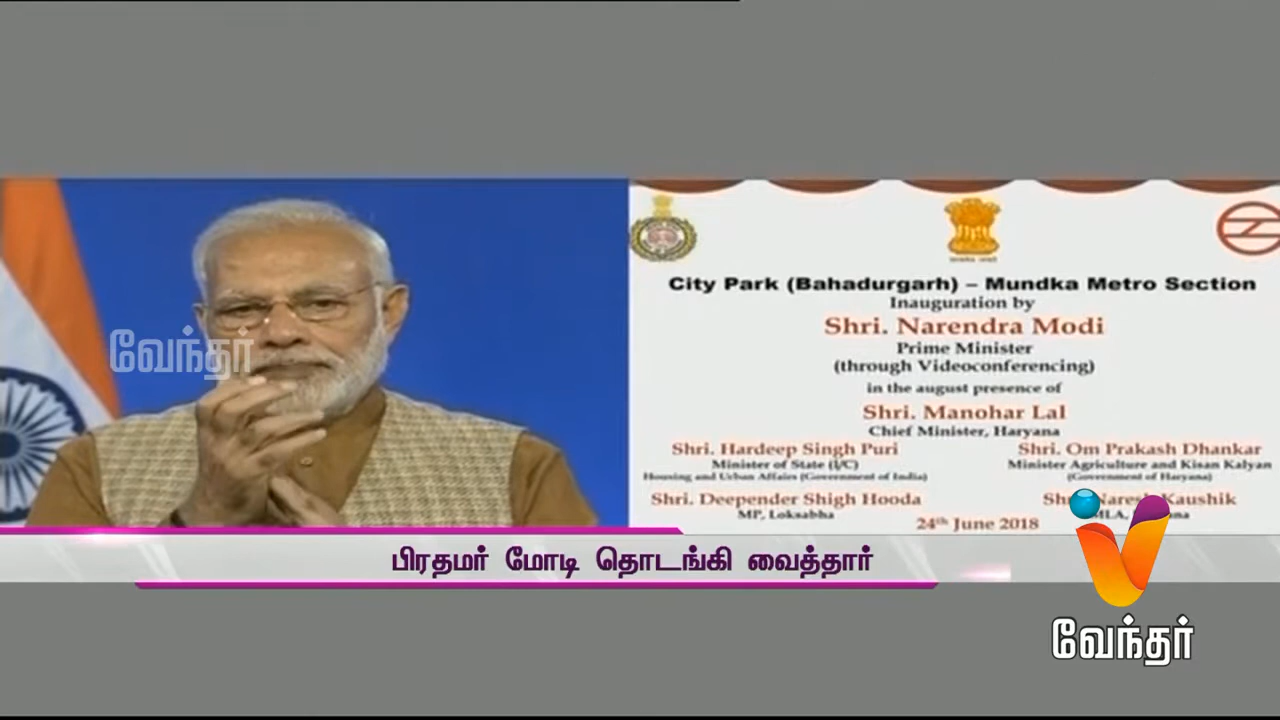 வேந்தர்
City Park (Bahadurgarh) – Mundka Metro Section
Inauguration by
Shri. Narendra Modi
Prime Minister
(through Videoconferencing)
in the august presence of
Shri. Manohar Lal
Chief Minister, Haryana
Shri. Hardeep Singh Puri
Minister of State (I/C)
Housing and Urban Affairs (Government of India)
Shri. Om Prakash Dhankar
Minister Agriculture and Kisan Kalyan
(Government of Haryana)
Shri. Deepender Shigh Hooda
MP, Loksabha
Naresh Kaushik
MLA,
24th June 2018
பிரதமர் மோடி தொடங்கி வைத்தார்
வேந்தர்